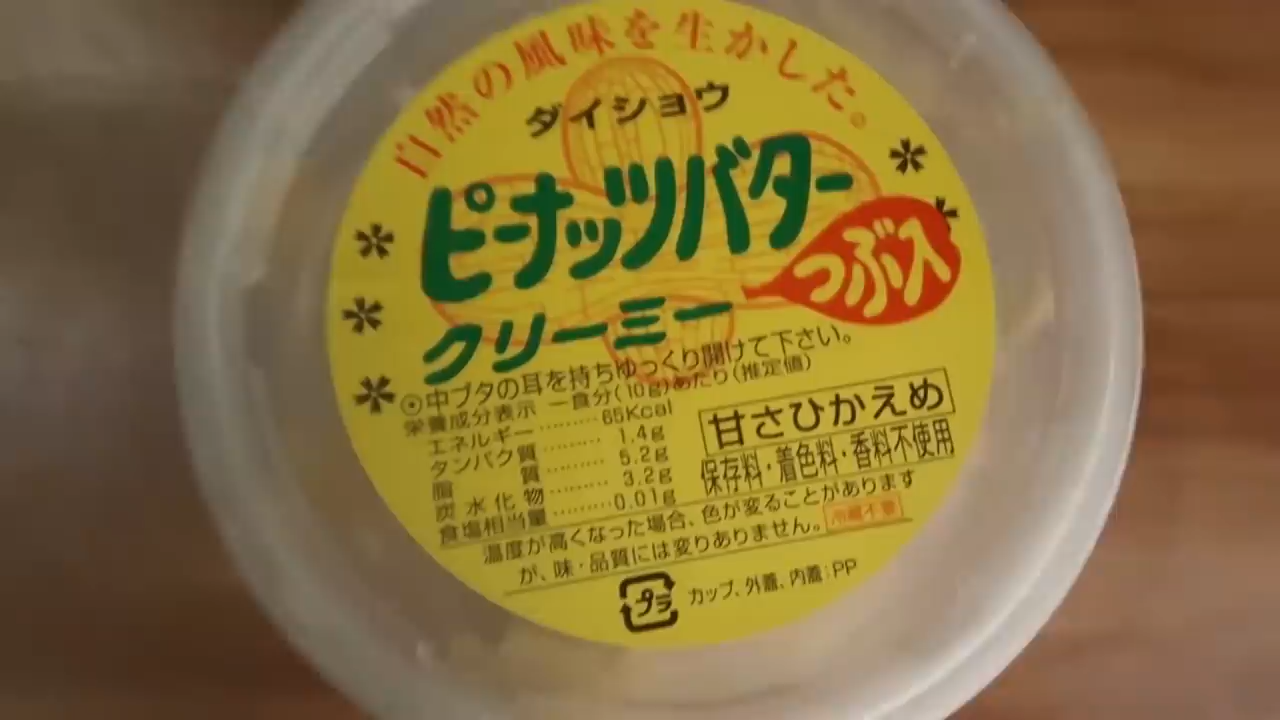 自然の風味を生かした。
ダイショウ
ピーナッツバター
つぶ入
クリーミー
⊙中ブタの耳を持ちゆっくり開けて下さい。
栄養成分表示 一食分(10g)あたり(推定値)
エネルギー………65Kcal
タンパク質………1.4g
脂質………5.2g
炭水化物………3.2g
食塩相当量………0.01g
甘さひかえめ
保存料・着色料・香料不使用
温度が高くなった場合、色が変ることがあります
が、味・品質には変りありません。
冷蔵不要
プラ カップ、外蓋、内蓋:PP